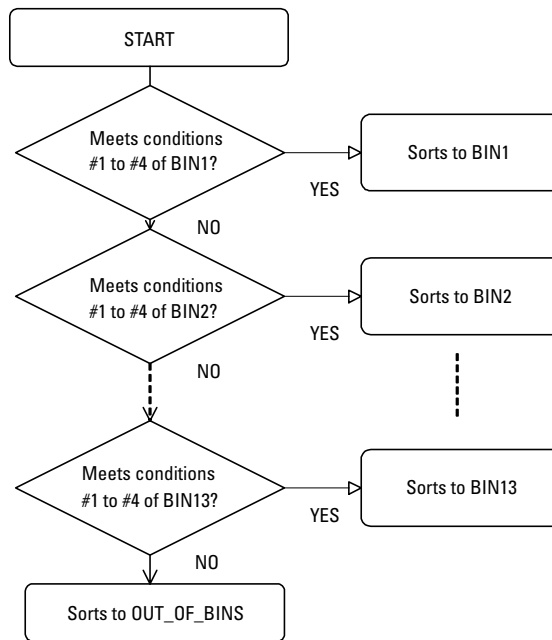 START
Meets conditions
#1 to #4 of BIN1?
Sorts to BIN1
YES
NO
Meets conditions
#1 to #4 of BIN2?
Sorts to BIN2
YES
NO
Meets conditions
#1 to #4 of BIN13?
Sorts to BIN13
YES
NO
Sorts to OUT_OF_BINS